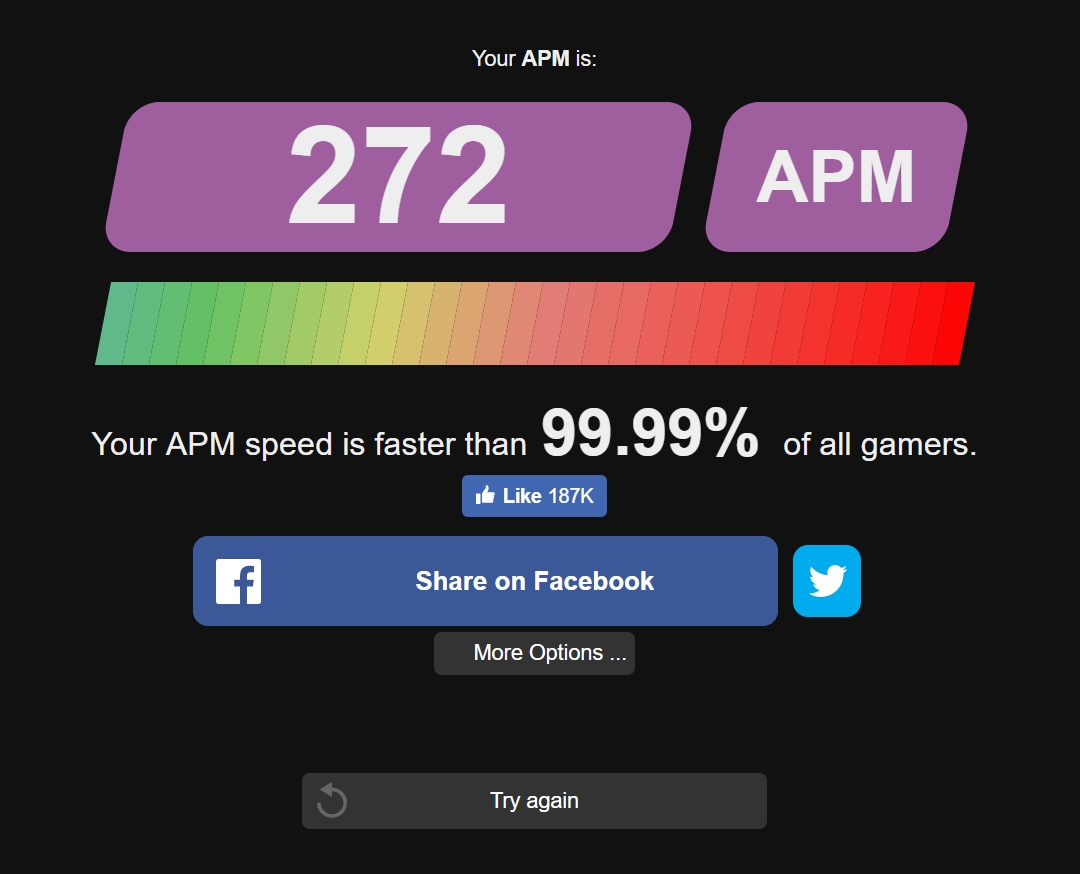 Your APM is:
272 APM
Your APM speed is faster than 99.99% of all gamers.
Like 187K
Share on Facebook
More Options ...
Try again